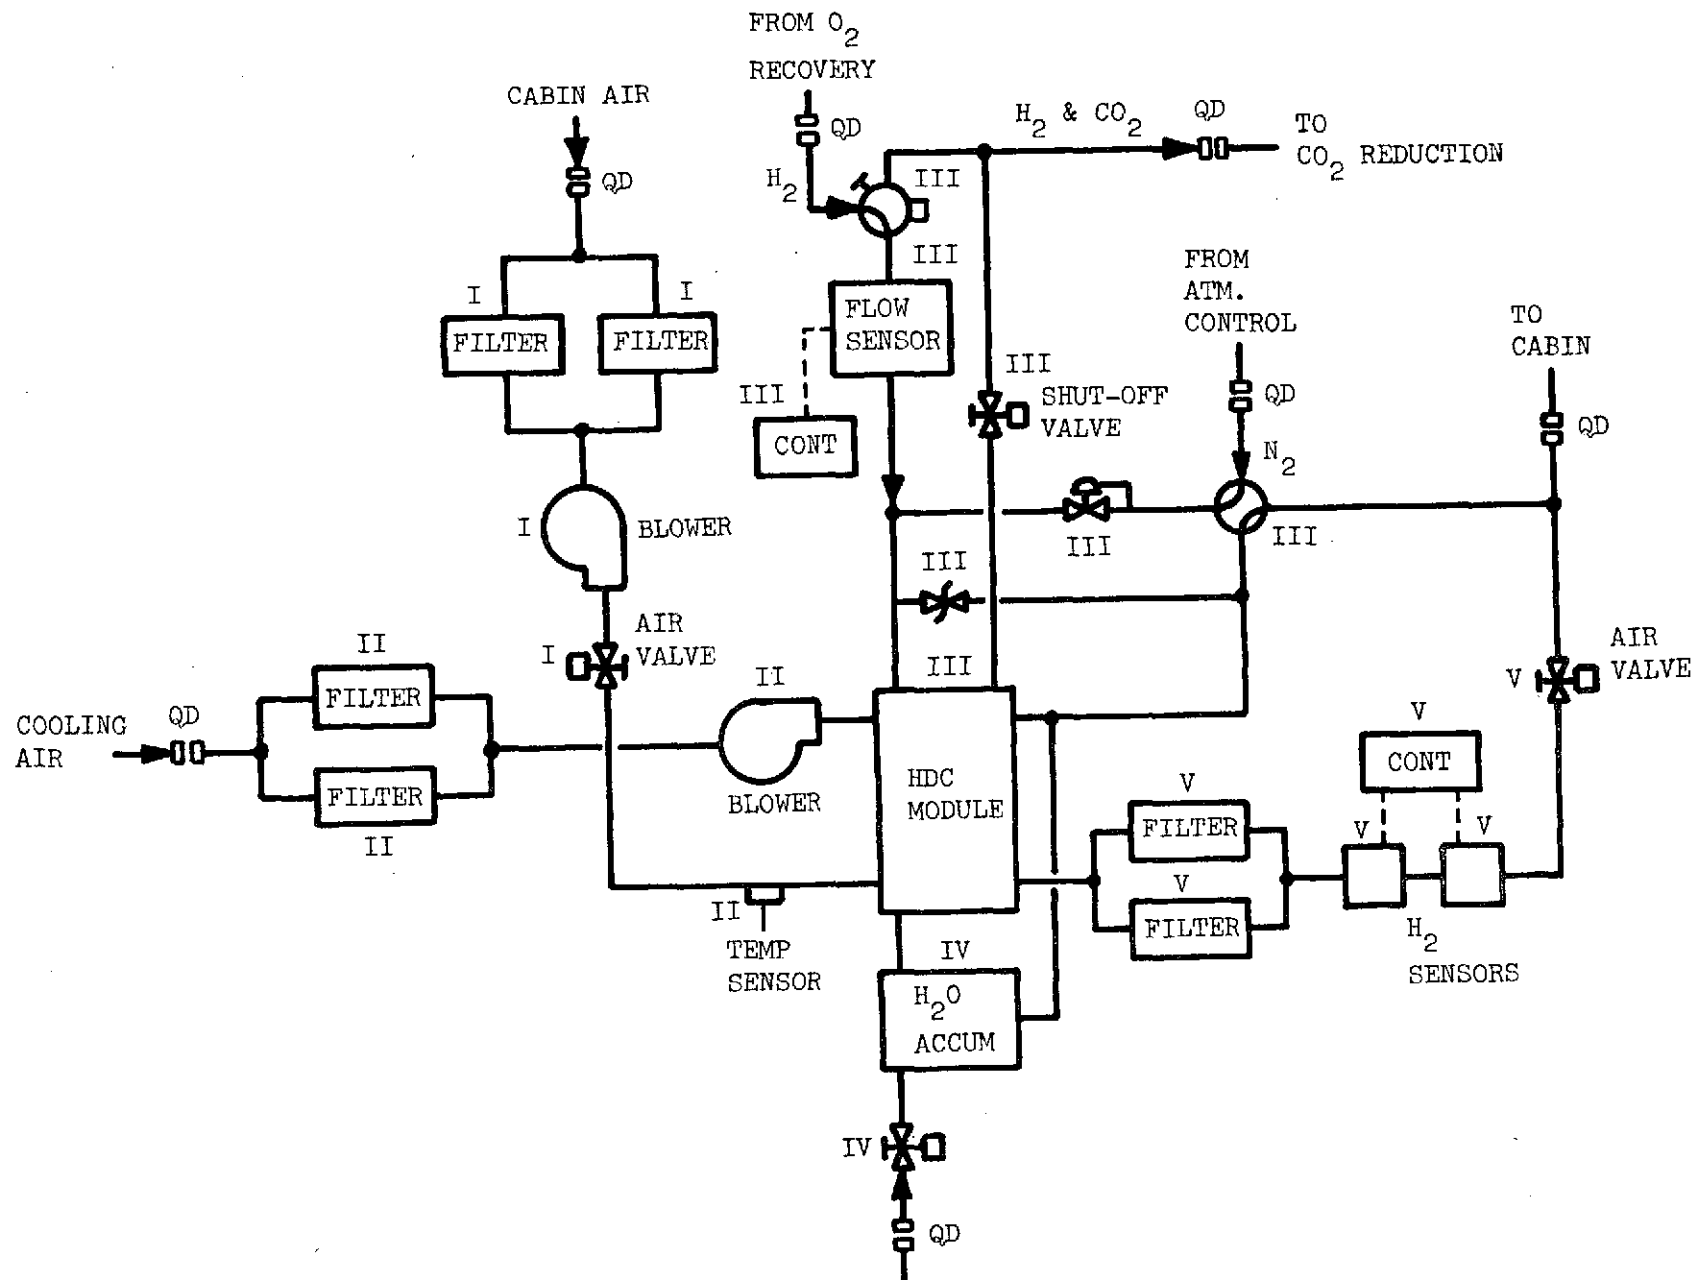 FROM O2
RECOVERY
CABIN AIR
QD
H2
QD
III
III
H2 & CO2
QD
TO
CO2 REDUCTION
I
I
FILTER
FILTER
FLOW
SENSOR
III
CONT
III
SHUT-OFF
VALVE
FROM
ATM.
CONTROL
QD
N2
TO
CABIN
QD
I
BLOWER
III
III
III
AIR
VALVE
I
II
FILTER
COOLING
AIR
QD
FILTER
II
II
BLOWER
III
HDC
MODULE
II
TEMP
SENSOR
V
AIR
VALVE
V
CONT
V
FILTER
V
FILTER
V
V
H2
SENSORS
IV
H2O
ACCUM
IV
QD